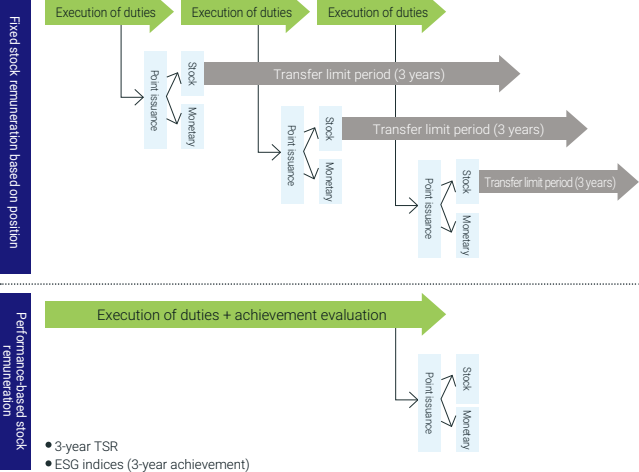 Fixed stock remuneration based on position
Execution of duties
Execution of duties
Execution of duties
Point issuance
Stock
Monetary
Transfer limit period (3 years)
Point issuance
Stock
Monetary
Transfer limit period (3 years)
Point issuance
Stock
Monetary
Transfer limit period (3 years)
Performance-based stock
remuneration
Execution of duties + achievement evaluation
Point issuance
Stock
Monetary
● 3-year TSR
● ESG indices (3-year achievement)